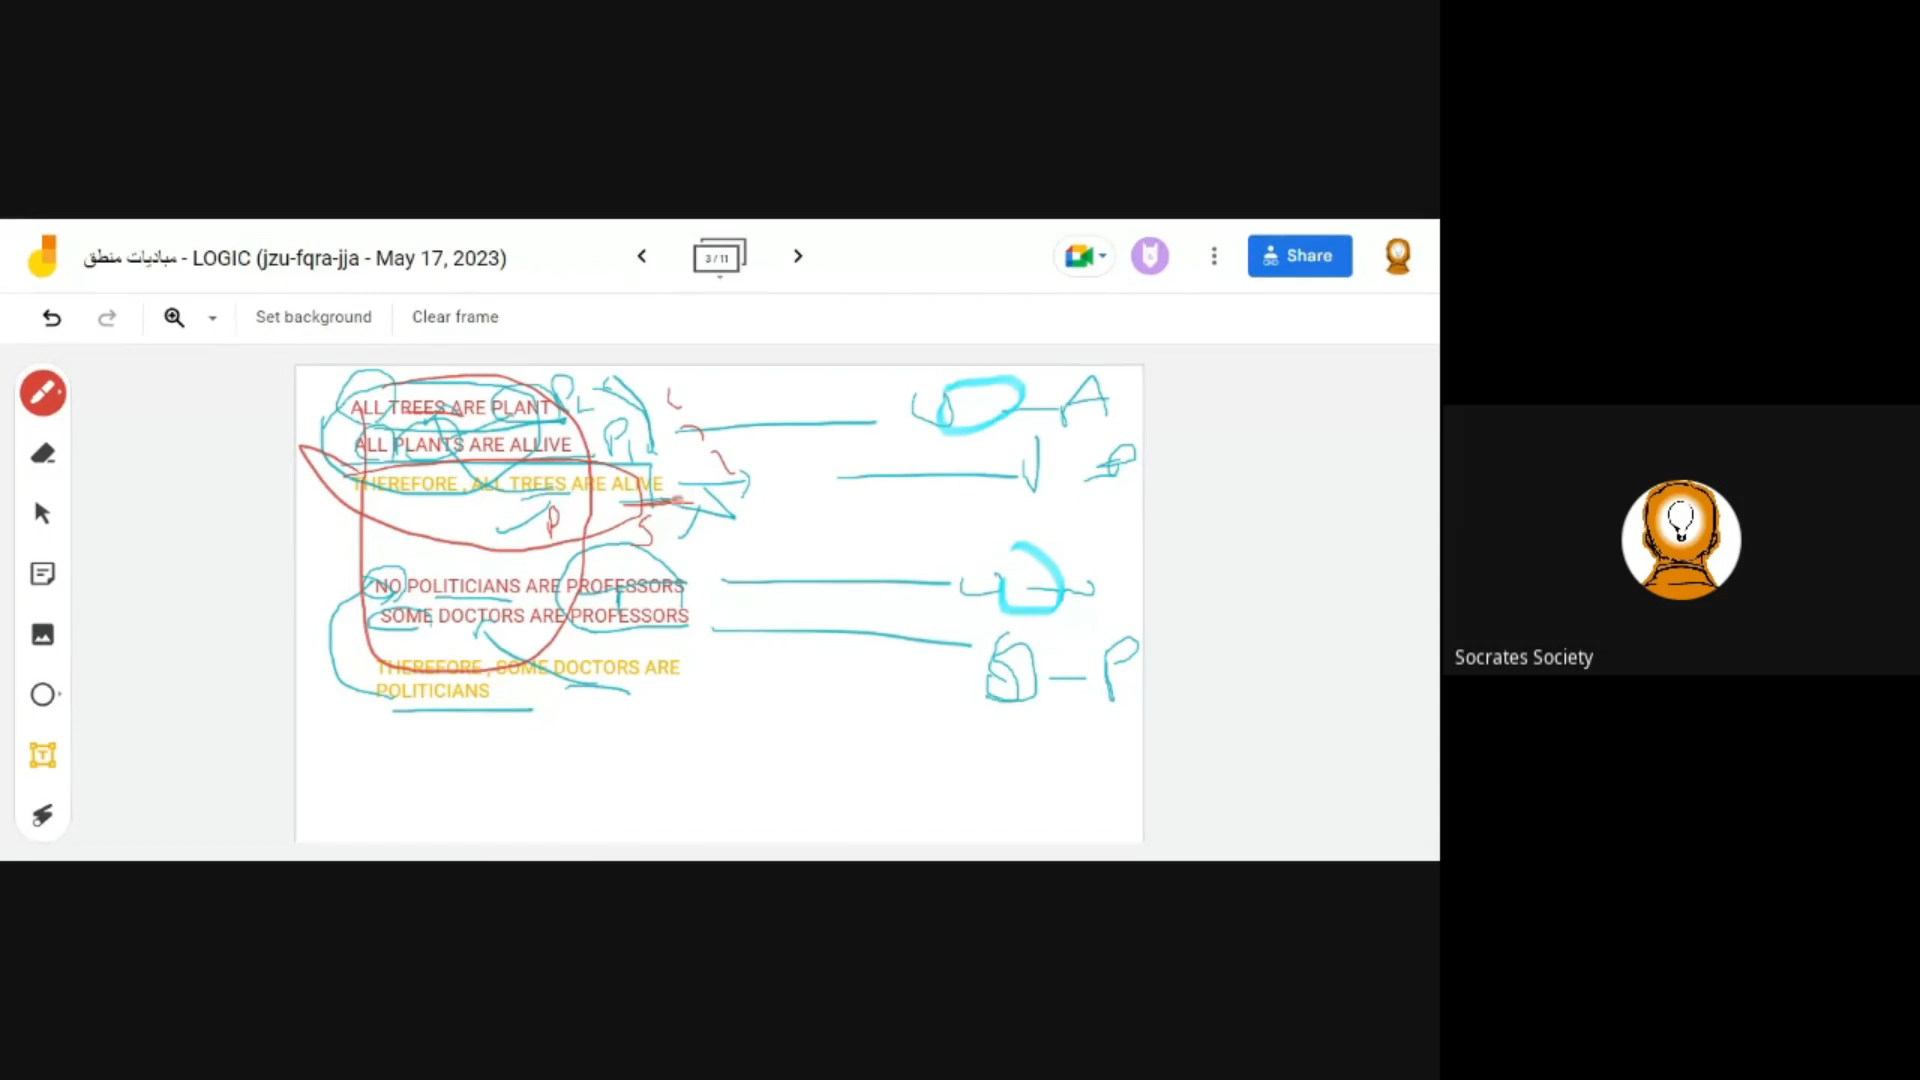 مبادیات منطق - LOGIC (jzu-fqra-jja - May 17, 2023)
3 / 11
Share
Set background
Clear frame
ALL TREES ARE PLANT
ALL PLANTS ARE ALLIVE
THEREFORE , ALL TREES ARE ALIVE
NO POLITICIANS ARE PROFESSORS
SOME DOCTORS ARE PROFESSORS
THEREFORE , SOME DOCTORS ARE
POLITICIANS
P
P1
A
P
S
S - P
Socrates Society